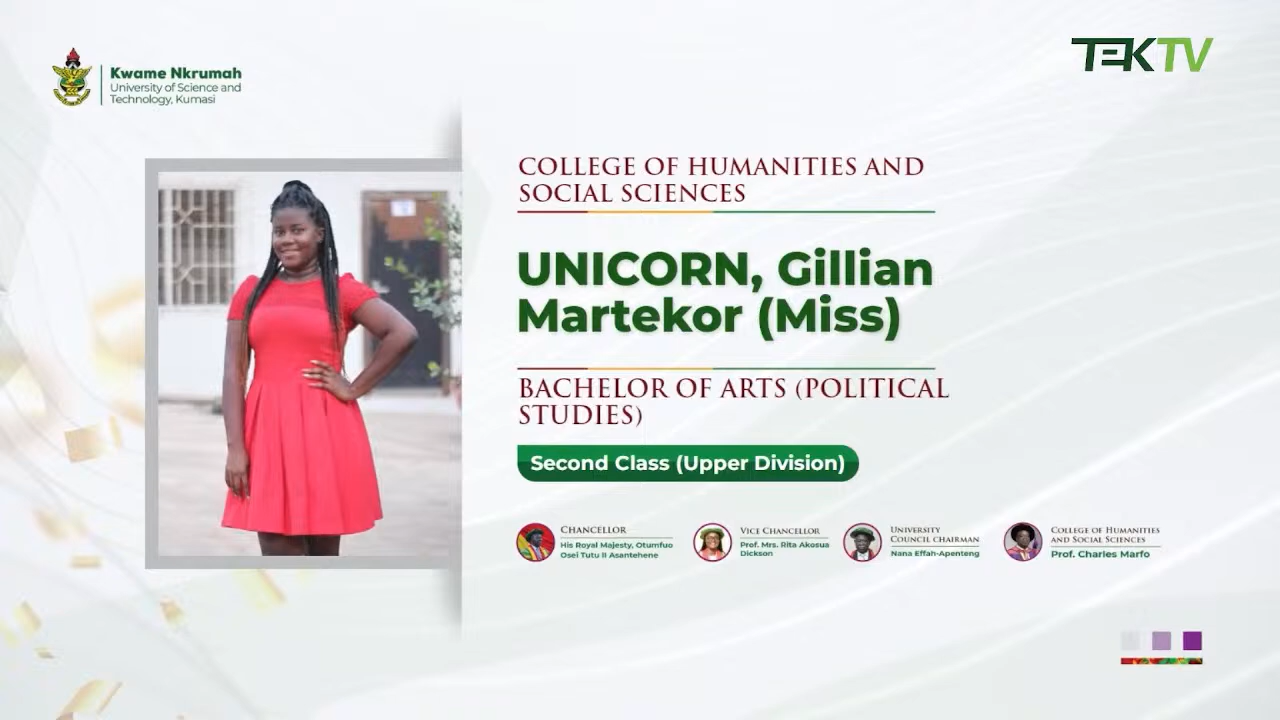 Kwame Nkrumah
University of Science and
Technology, Kumasi
TEKTV
COLLEGE OF HUMANITIES AND
SOCIAL SCIENCES
UNICORN, Gillian
Martekor (Miss)
BACHELOR OF ARTS (POLITICAL
STUDIES)
Second Class (Upper Division)
CHANCELLOR
His Royal Majesty, Otumfuo
Osei Tutu II Asantehene
VICE CHANCELLOR
Prof. Mrs. Rita Akosua
Dickson
UNIVERSITY
COUNCIL CHAIRMAN
Nana Effah-Apenteng
COLLEGE OF HUMANITIES
AND SOCIAL SCIENCES
Prof. Charles Marfo